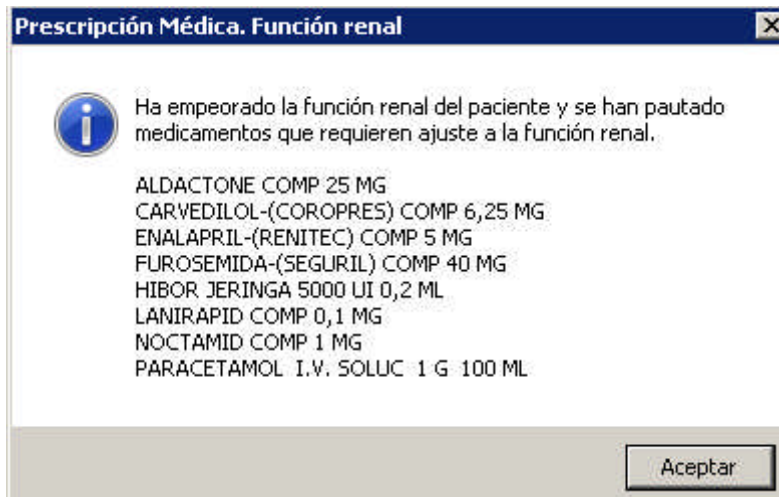 Prescripción Médica. Función renal
Ha empeorado la función renal del paciente y se han pautado
medicamentos que requieren ajuste a la función renal.
ALDACTONE COMP 25 MG
CARVEDILOL-(COROPRES) COMP 6,25 MG
ENALAPRIL-(RENITEC) COMP 5 MG
FUROSEMIDA-(SEGURIL) COMP 40 MG
HIBOR JERINGA 5000 UI 0,2 ML
LANIRAPID COMP 0,1 MG
NOCTAMID COMP 1 MG
PARACETAMOL I.V. SOLUC 1 G 100 ML
Aceptar